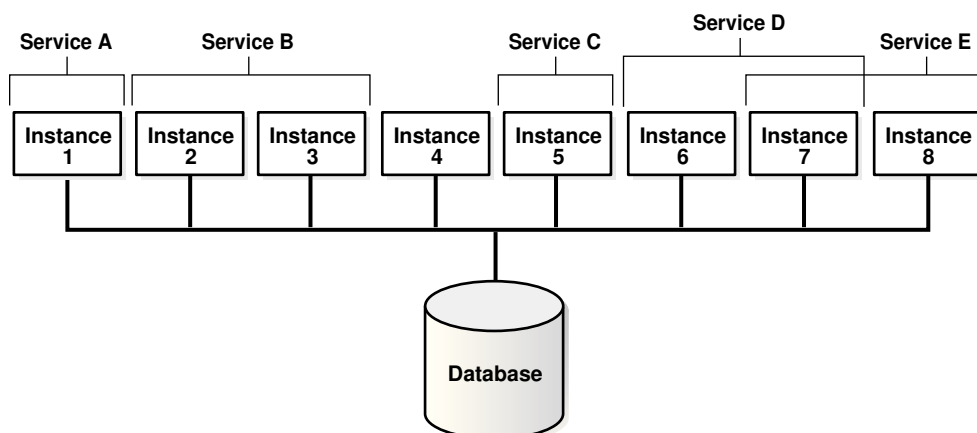 Service A
Service B
Service C
Service D
Service E
Instance
1
Instance
2
Instance
3
Instance
4
Instance
5
Instance
6
Instance
7
Instance
8
Database